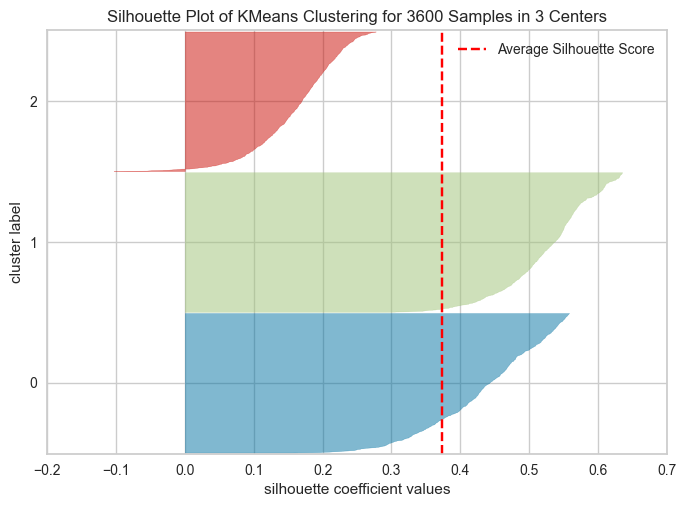 Silhouette Plot of KMeans Clustering for 3600 Samples in 3 Centers
Average Silhouette Score
2
1
0
cluster label
−0.2 −0.1 0.0 0.1 0.2 0.3 0.4 0.5 0.6 0.7
silhouette coefficient values